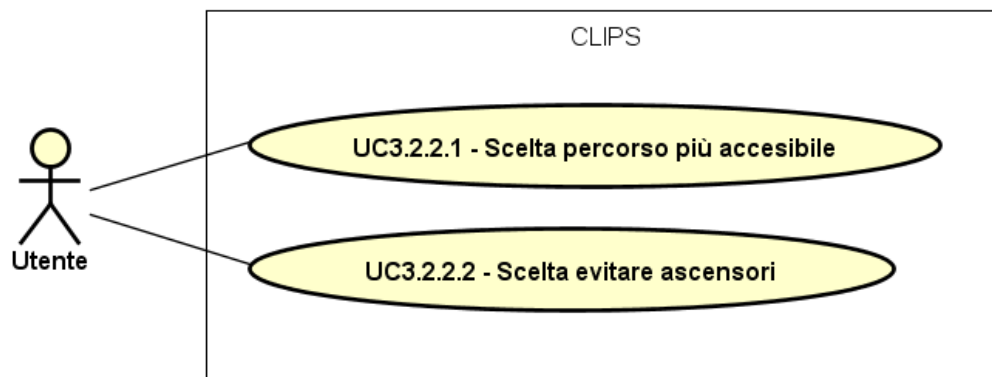 CLIPS
UC3.2.2.1 - Scelta percorso più accesibile
Utente
UC3.2.2.2 - Scelta evitare ascensori